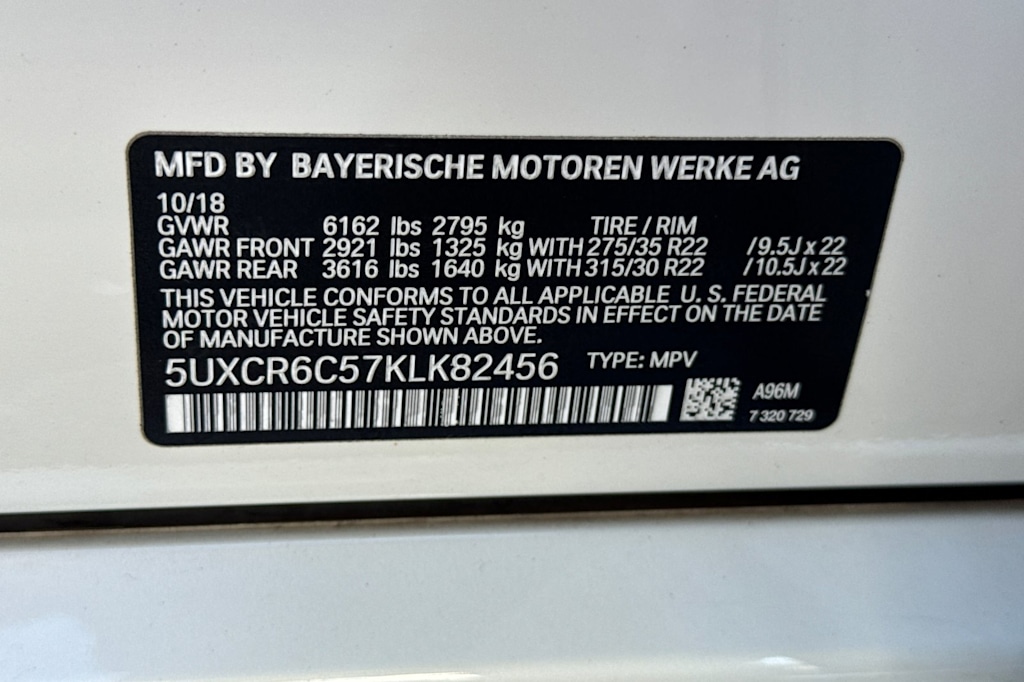 MFD BY BAYERISCHE MOTOREN WERKE AG
10/18
GVWR 6162 lbs 2795 kg TIRE / RIM
GAWR FRONT 2921 lbs 1325 kg WITH 275/35 R22 /9.5J x 22
GAWR REAR 3616 lbs 1640 kg WITH 315/30 R22 /10.5J x 22
THIS VEHICLE CONFORMS TO ALL APPLICABLE U. S. FEDERAL
MOTOR VEHICLE SAFETY STANDARDS IN EFFECT ON THE DATE
OF MANUFACTURE SHOWN ABOVE.
5UXCR6C57KLK82456 TYPE: MPV
A96M
7 320 729